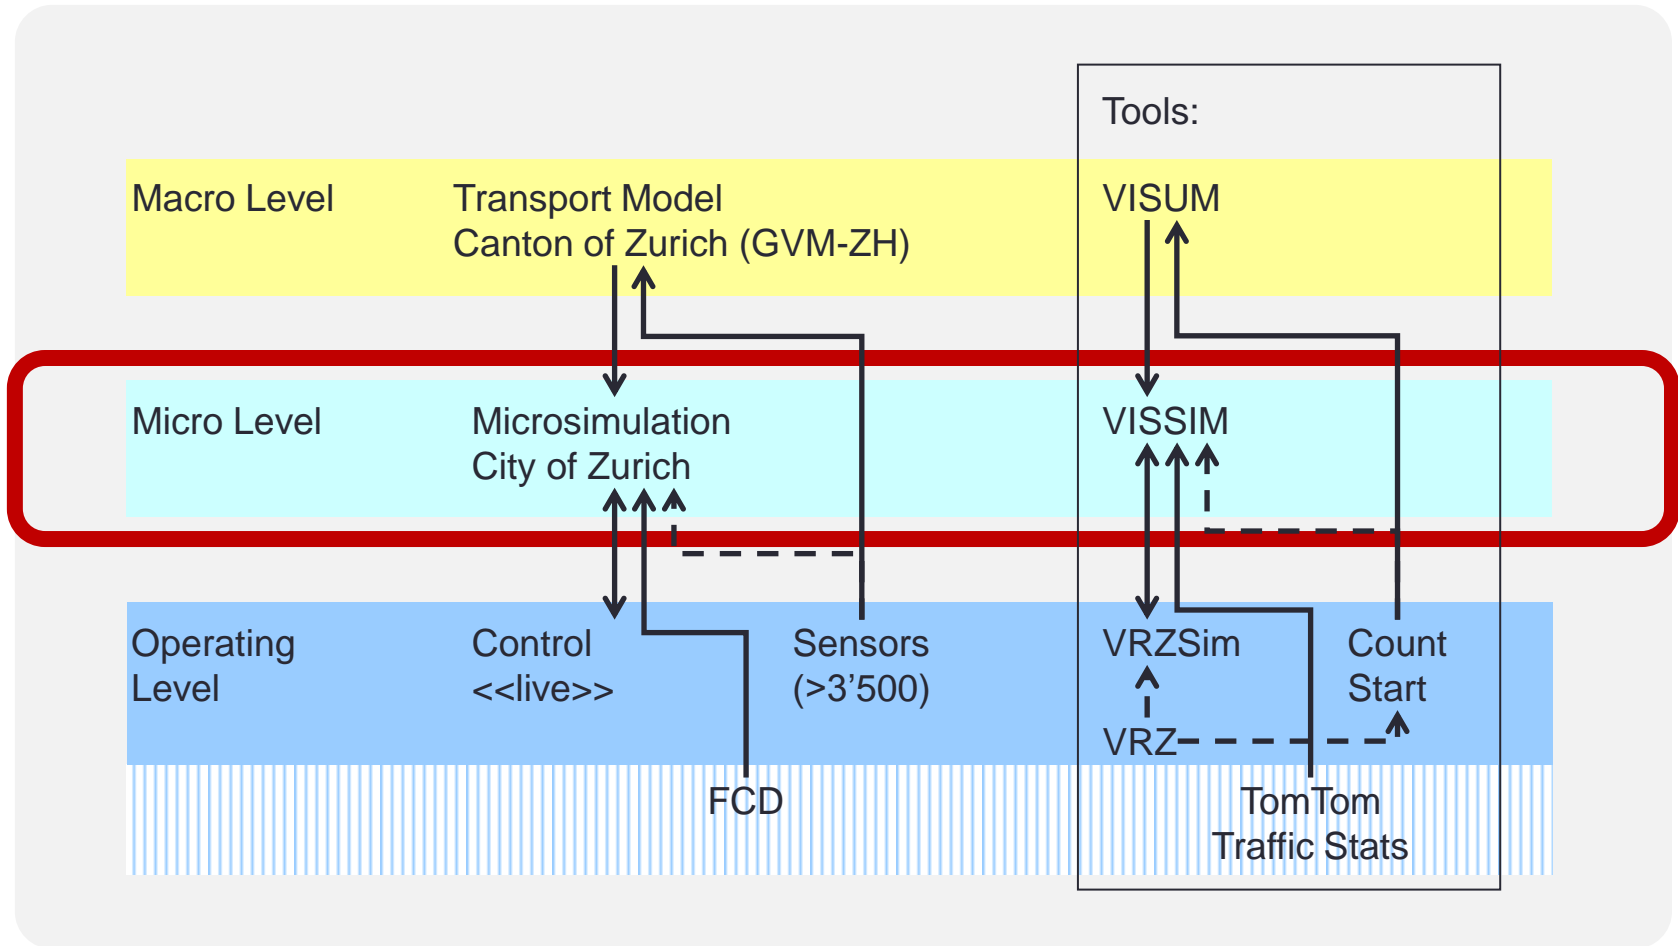 Tools:
Macro Level
Transport Model
Canton of Zurich (GVM-ZH)
VISUM
Micro Level
Microsimulation
City of Zurich
VISSIM
Operating
Level
Control
<<live>>
Sensors
(>3’500)
VRZSim
VRZ
Count
Start
FCD
TomTom
Traffic Stats